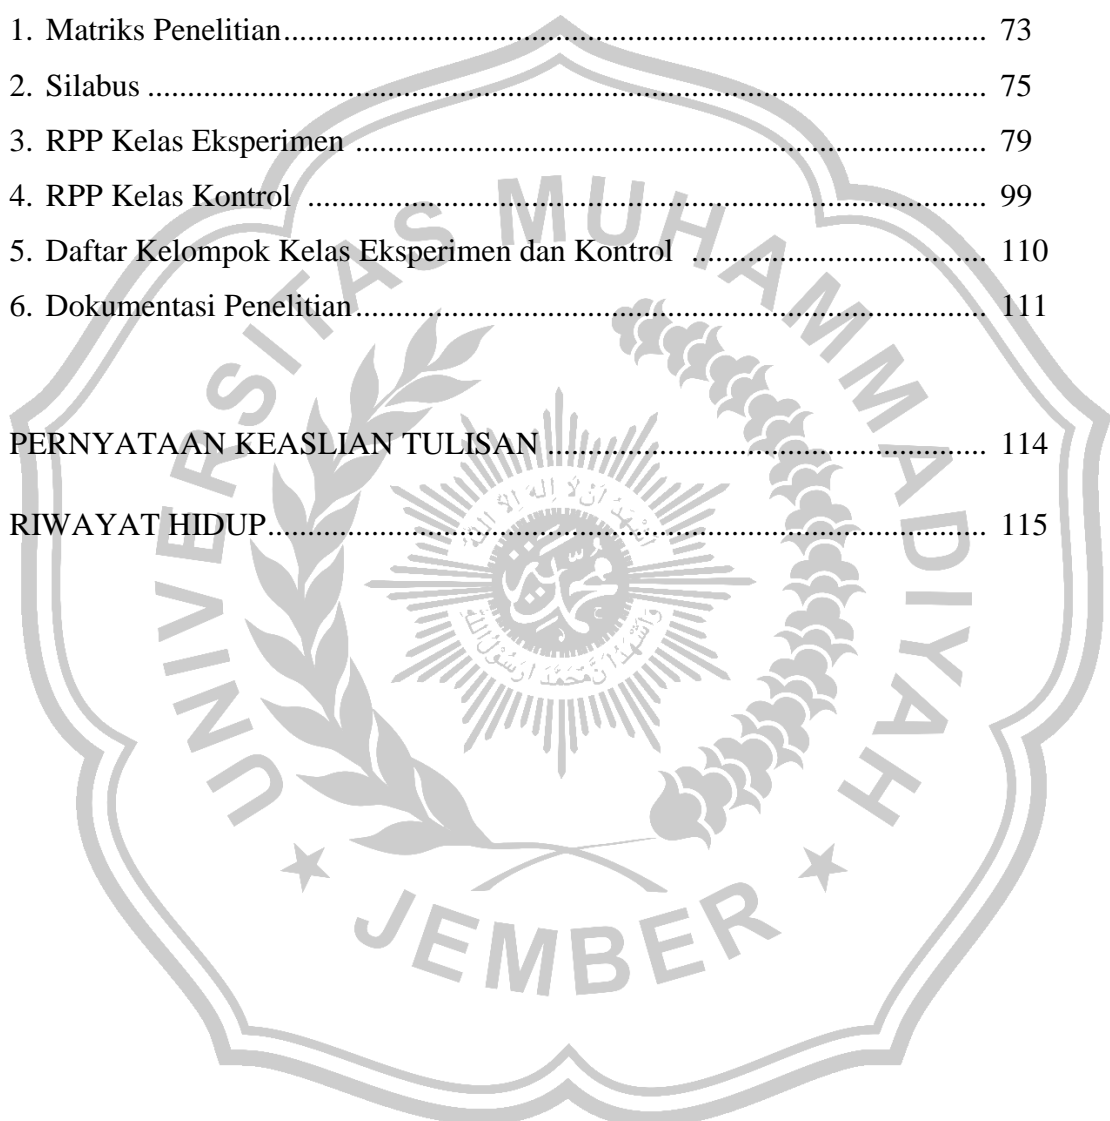 1. Matriks Penelitian....................................................................................... 73
2. Silabus ........................................................................................................ 75
3. RPP Kelas Eksperimen .............................................................................. 79
4. RPP Kelas Kontrol .................................................................................... 99
5. Daftar Kelompok Kelas Eksperimen dan Kontrol ..................................... 110
6. Dokumentasi Penelitian.............................................................................. 111
PERNYATAAN KEASLIAN TULISAN ...................................................... 114
RIWAYAT HIDUP......................................................................................... 115
UNIVERSITAS MUHAMMADIYAH
JEMBER